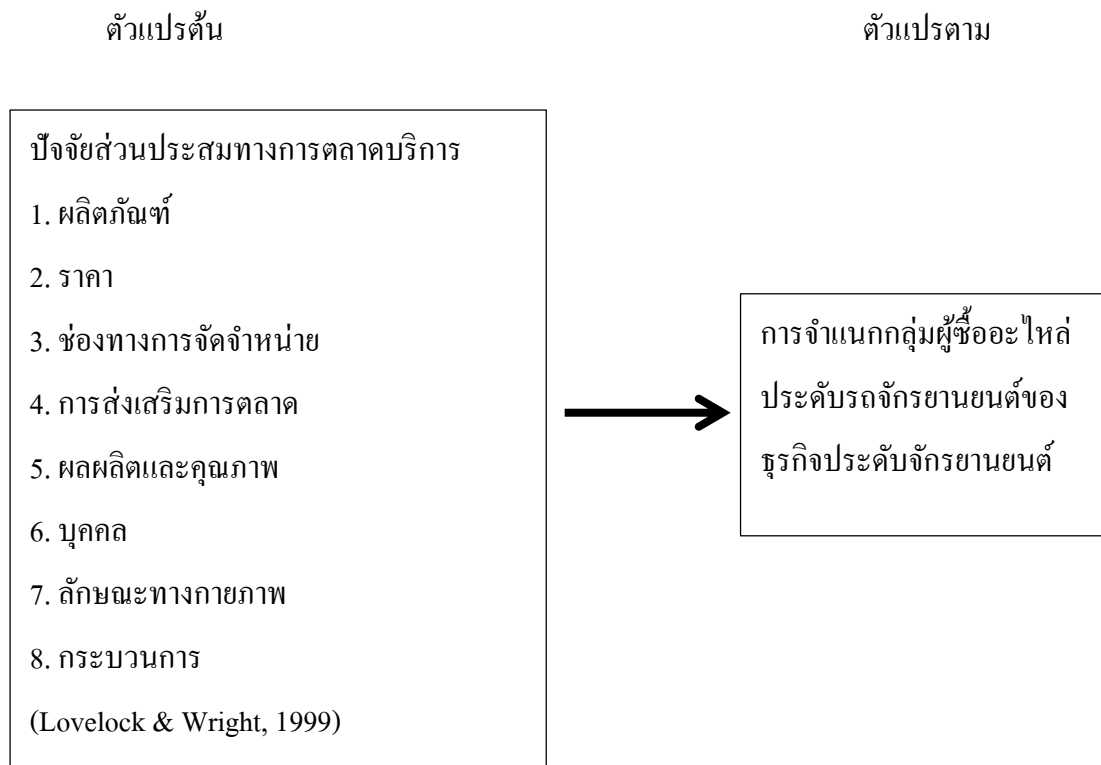 ตัวแปรต้น
ตัวแปรตาม
ปัจจัยส่วนประสมทางการตลาดบริการ
1. ผลิตภัณฑ์
2. ราคา
3. ช่องทางการจัดจำหน่าย
4. การส่งเสริมการตลาด
5. ผลผลิตและคุณภาพ
6. บุคคล
7. ลักษณะทางกายภาพ
8. กระบวนการ
(Lovelock & Wright, 1999)
การจำแนกกลุ่มผู้ซื้ออะไหล่
ประดับรถจักรยานยนต์ของ
ธุรกิจประดับจักรยานยนต์